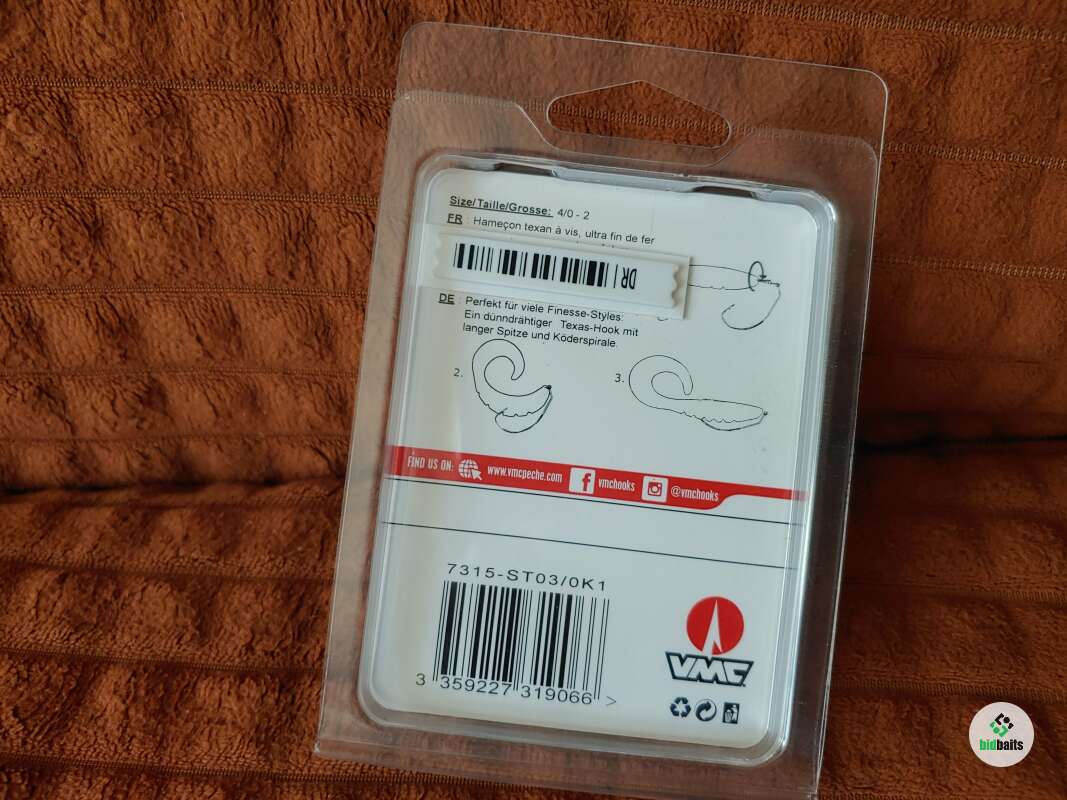 Size/Taille/Grosse: 4/0 - 2
FR : Hameçon texan à vis, ultra fin de fer
DR
DE : Perfekt für viele Finesse-Styles:
Ein dünndrähtiger Texas-Hook mit
langer Spitze und Köderspirale.
2.
3.
FIND US ON: www.vmcpeche.com vmchooks @vmchooks
7315-ST03/0K1
3 359227 319066 >
VMC
bidbaits